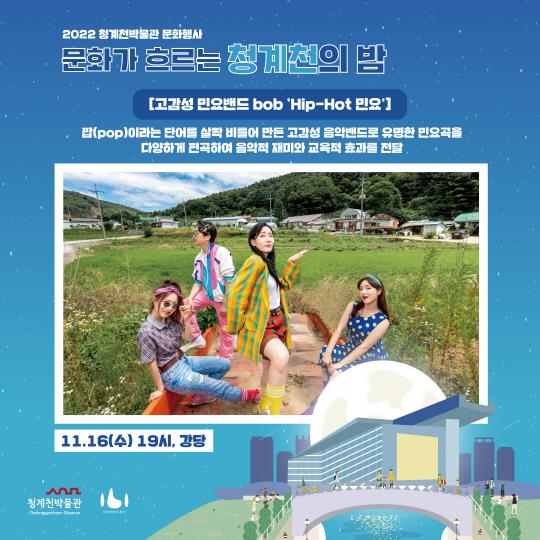 2022 청계천박물관 문화행사
문화가 흐르는 청계천의 밤
[고감성 민요밴드 bob 'Hip-Hot 민요']
팝(pop)이라는 단어를 살짝 비틀어 만든 고감성 음악밴드로 유명한 민요곡을
다양하게 편곡하여 음악적 재미와 교육적 효과를 전달
11.16(수) 19시, 강당
청계천박물관
Cheonggyecheon Museum
COMPANY